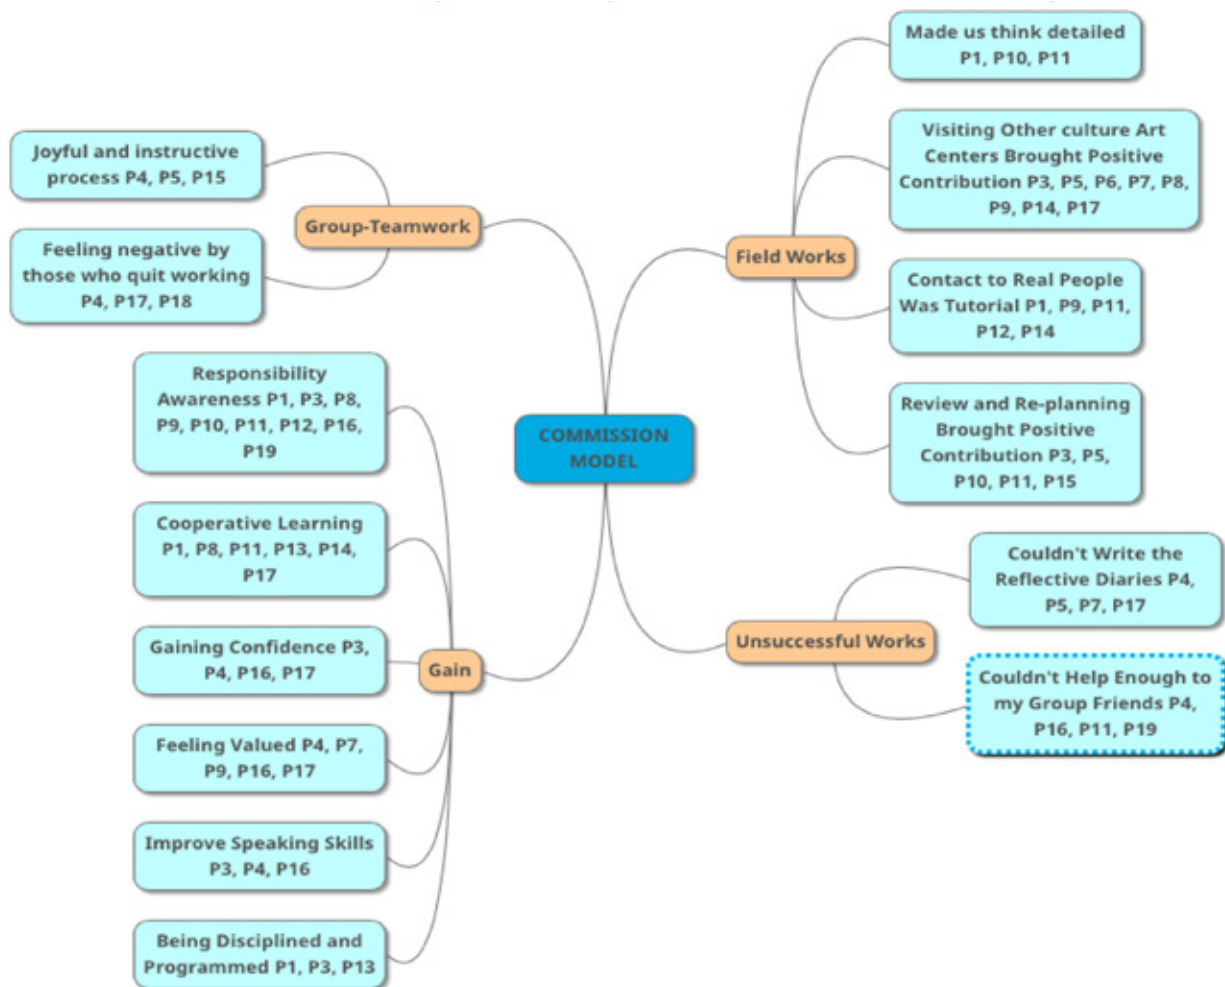 Joyful and instructive
process P4, P5, P15
Feeling negative by
those who quit working
P4, P17, P18
Group-Teamwork
Responsibility
Awareness P1, P3, P8,
P9, P10, P11, P12, P16,
P19
Cooperative Learning
P1, P8, P11, P13, P14,
P17
Gaining Confidence P3,
P4, P16, P17
Feeling Valued P4, P7,
P9, P16, P17
Improve Speaking Skills
P3, P4, P16
Being Disciplined and
Programmed P1, P3, P13
Gain
COMMISSION
MODEL
Field Works
Made us think detailed
P1, P10, P11
Visiting Other culture Art
Centers Brought Positive
Contribution P3, P5, P6, P7, P8,
P9, P14, P17
Contact to Real People
Was Tutorial P1, P9, P11,
P12, P14
Review and Re-planning
Brought Positive
Contribution P3, P5,
P10, P11, P15
Unsuccessful Works
Couldn't Write the
Reflective Diaries P4,
P5, P7, P17
Couldn't Help Enough to
my Group Friends P4,
P16, P11, P19